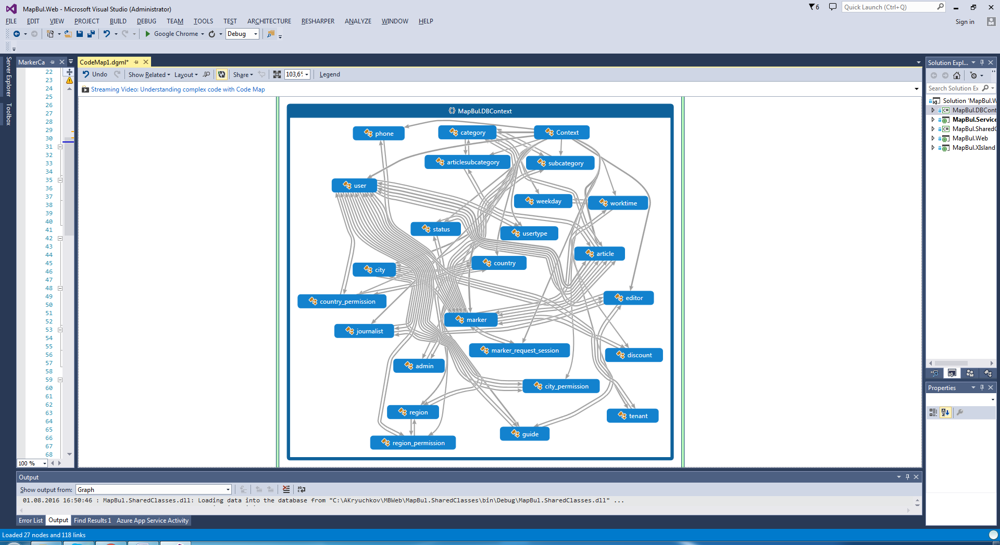 MapBul.Web - Microsoft Visual Studio (Administrator)
6
Quick Launch (Ctrl+Q)
FILE EDIT VIEW PROJECT BUILD DEBUG TEAM TOOLS TEST ARCHITECTURE RESHARPER ANALYZE WINDOW HELP
Sign in
Google Chrome Debug
Server Explorer
Toolbox
MarkerCa
CodeMap1.dgml*
Undo Show Related Layout Share 103,6% Legend
Streaming Video: Understanding complex code with Code Map
22
23
24
25
26
27
28
29
30
31
32
33
34
35
36
37
38
39
40
41
42
43
44
45
46
47
48
49
50
51
52
53
54
55
56
57
58
59
60
61
62
63
64
65
66
67
68
100 %
MapBul.DBContext
phone
category
Context
articlesubcategory
subcategory
user
weekday
worktime
status
usertype
article
country
city
country_permission
editor
marker
journalist
marker_request_session
discount
admin
city_permission
region
tenant
guide
region_permission
Solution Expl...
Search Solution Ex
Solution 'MapBul.W
MapBul.DBCont
MapBul.Service
MapBul.SharedC
MapBul.Web
MapBul.XIsland
Properties
Output
Show output from: Graph
01.08.2016 16:50:46 : MapBul.SharedClasses.dll: Loading data into the database from "C:\AKryuchkov\MBWeb\MapBul.SharedClasses\bin\Debug\MapBul.SharedClasses.dll" ...
Error List Output Find Results 1 Azure App Service Activity
Loaded 27 nodes and 118 links